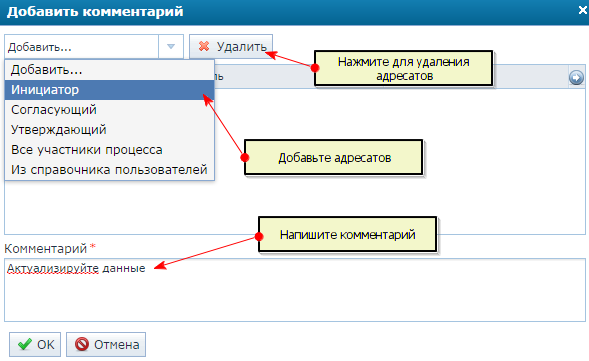 Добавить комментарий
Добавить...
Удалить
Нажмите для удаления
адресатов
Добавить...
Инициатор
Согласующий
Утверждающий
Все участники процесса
Из справочника пользователей
Добавьте адресатов
Напишите комментарий
Комментарий *
Актуализируйте данные
OK
Отмена